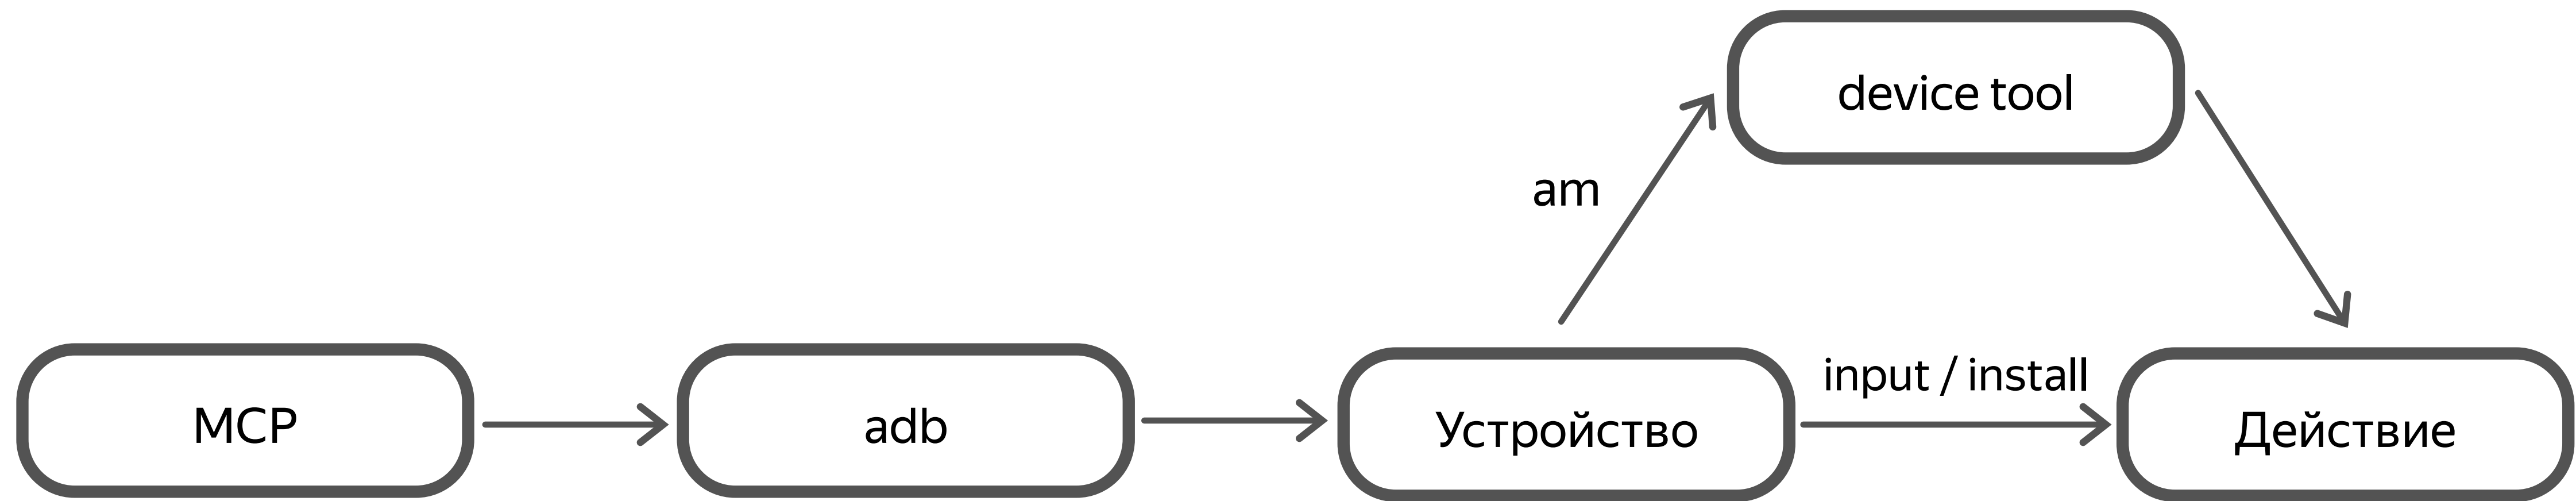 device tool
am
input / install
MCP
adb
Устройство
Действие